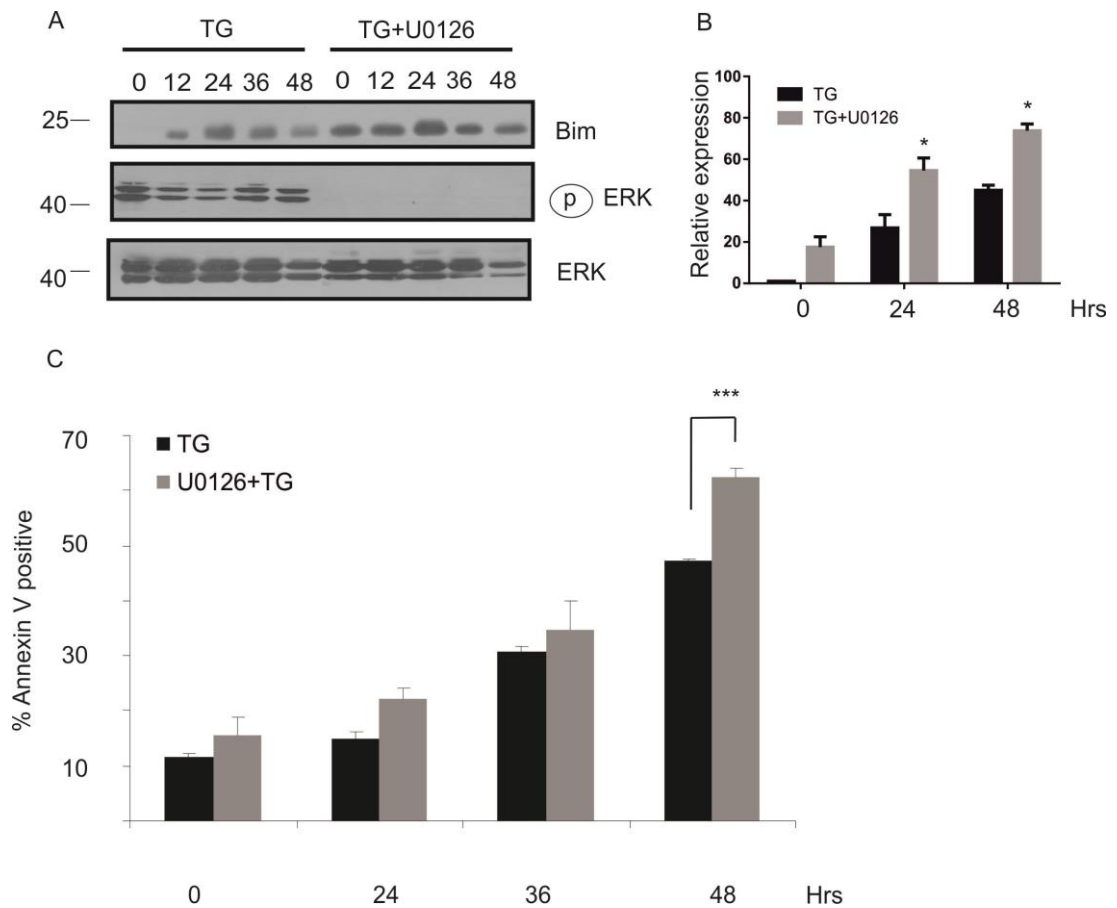 A
TG TG+U0126
0 12 24 36 48 0 12 24 36 48
25
Bim
40
p ERK
40
ERK
B
100
80
60
40
20
0
Relative expression
TG
TG+U0126
*
*
0 24 48 Hrs
C
70
50
30
10
% Annexin V positive
TG
U0126+TG
***
0 24 36 48 Hrs